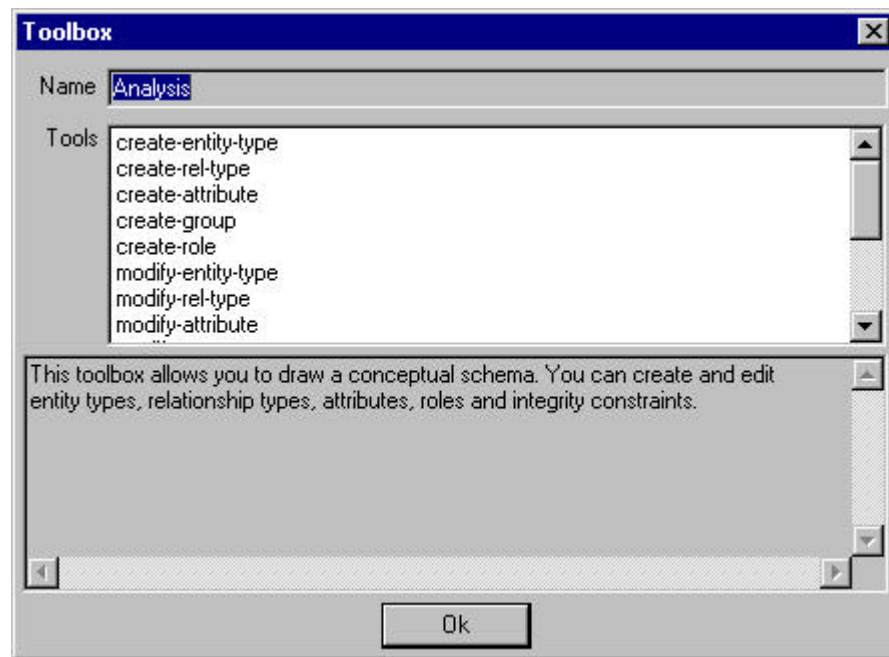 Toolbox
Name Analysis
Tools create-entity-type
create-rel-type
create-attribute
create-group
create-role
modify-entity-type
modify-rel-type
modify-attribute
This toolbox allows you to draw a conceptual schema. You can create and edit
entity types, relationship types, attributes, roles and integrity constraints.
Ok